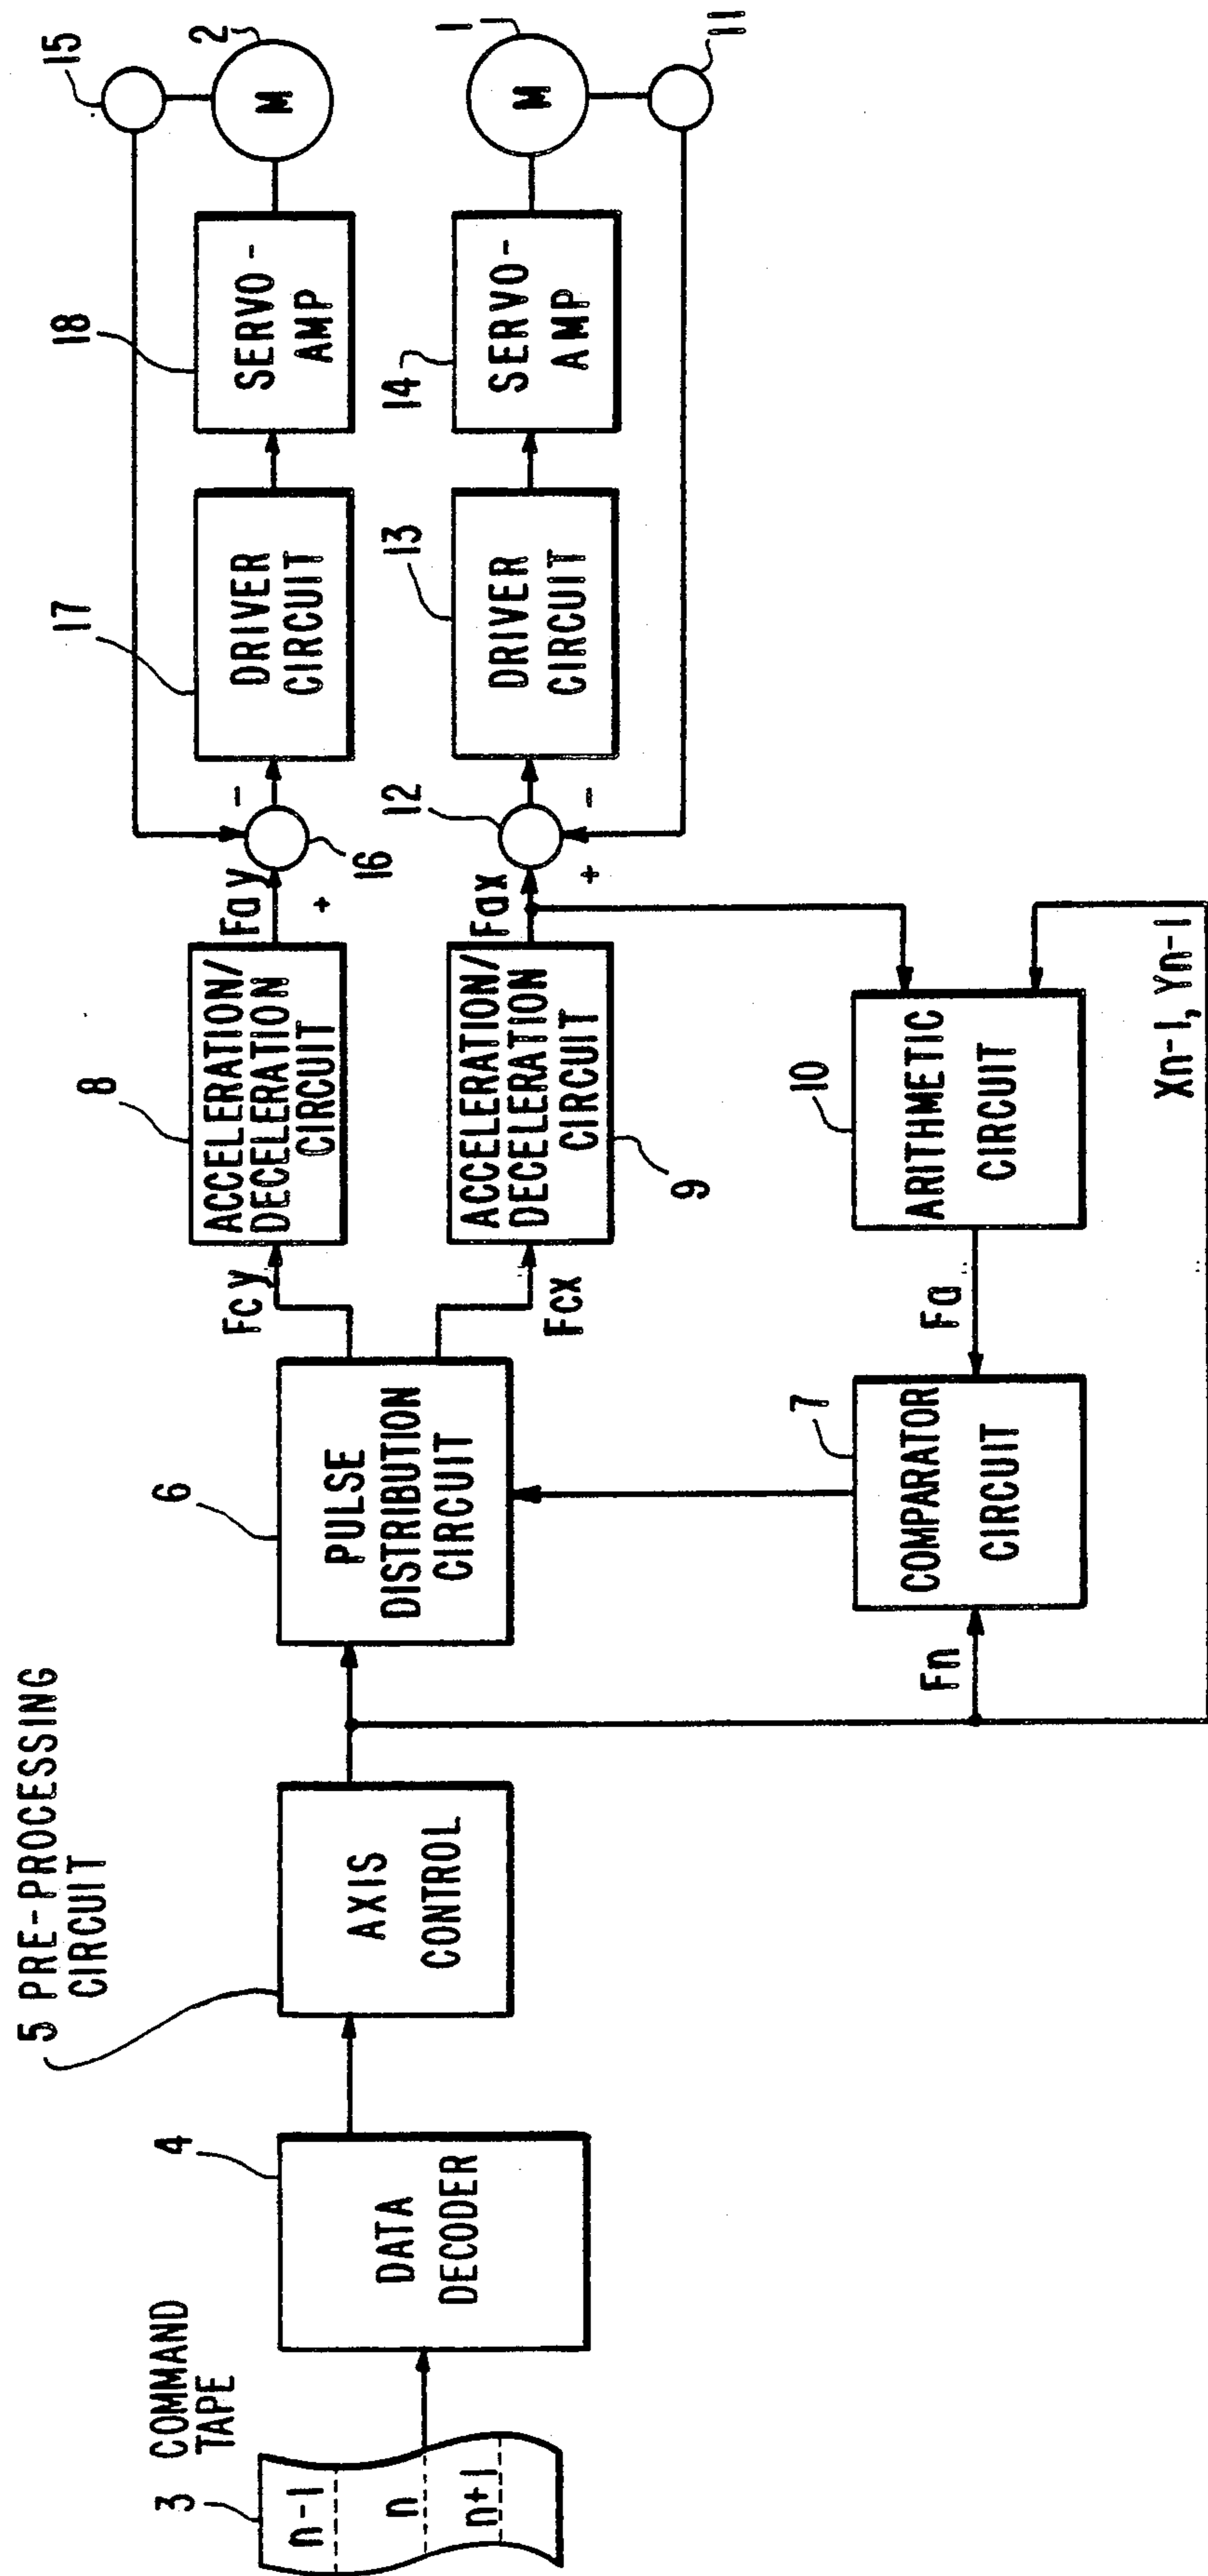 3 COMMAND
TAPE
n-1
n
n+1
4
DATA
DECODER
5 PRE-PROCESSING
CIRCUIT
AXIS
CONTROL
6
PULSE
DISTRIBUTION
CIRCUIT
Fn
7
COMPARATOR
CIRCUIT
Fa
10
ARITHMETIC
CIRCUIT
Xn-1, Yn-1
Fcy
8
ACCELERATION/
DECELERATION
CIRCUIT
Fay
+
-
16
17
DRIVER
CIRCUIT
18
SERVO-
AMP
15
2
M
Fcx
9
ACCELERATION/
DECELERATION
CIRCUIT
Fax
+
-
12
13
DRIVER
CIRCUIT
14
SERVO-
AMP
1
M
11